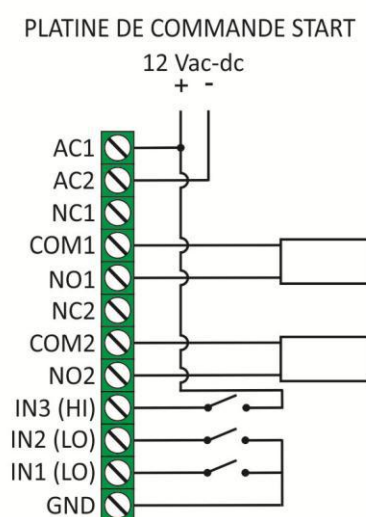 PLATINE DE COMMANDE START
12 Vac-dc
+ -
AC1
AC2
NC1
COM1
NO1
NC2
COM2
NO2
IN3 (HI)
IN2 (LO)
IN1 (LO)
GND